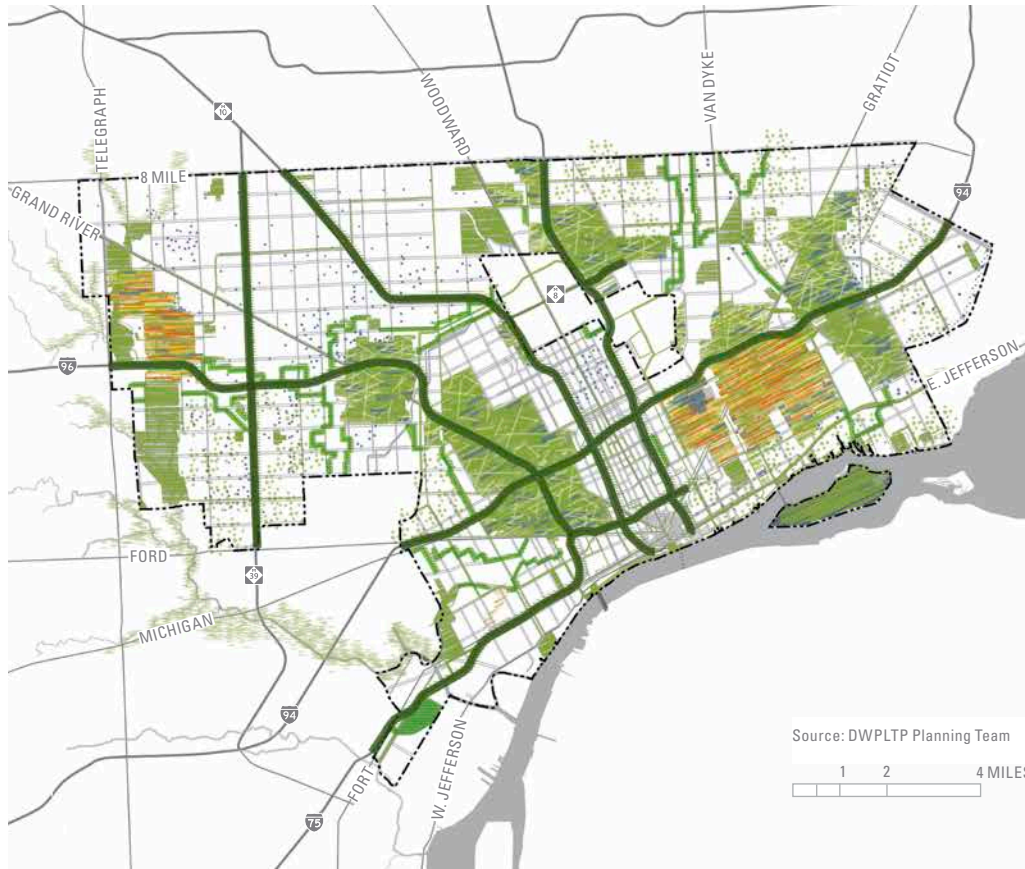 TELEGRAPH
WOODWARD
VAN DYKE
GRATIOT
10
8 MILE
GRAND RIVER
94
8
96
E. JEFFERSON
FORD
39
MICHIGAN
94
FORT
W. JEFFERSON
75
Source: DWPLTP Planning Team
1 2 4 MILES